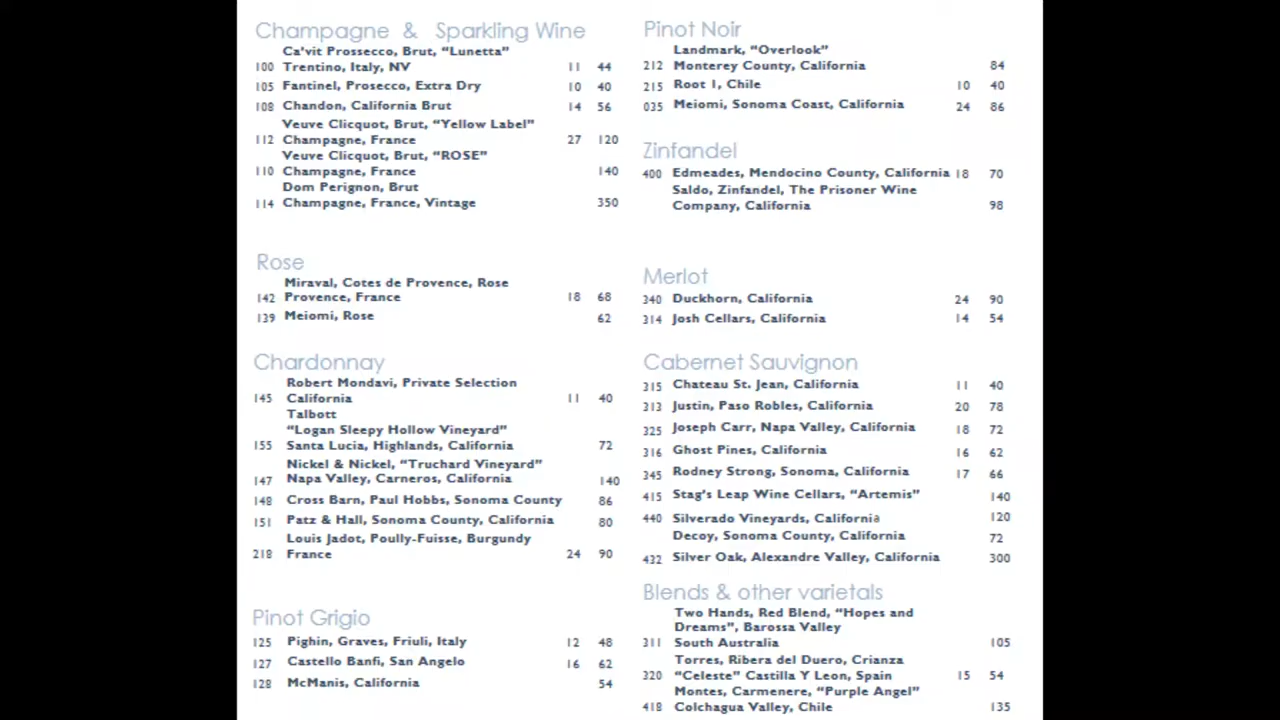 Champagne & Sparkling Wine
Ca'vit Prossecco, Brut, "Lunetta"
100 Trentino, Italy, NV 11 44
105 Fantinel, Prosecco, Extra Dry 10 40
108 Chandon, California Brut 14 56
Veuve Clicquot, Brut, "Yellow Label"
112 Champagne, France 27 120
Veuve Clicquot, Brut, "ROSE"
110 Champagne, France 140
Dom Perignon, Brut
114 Champagne, France, Vintage 350
Rose
Miraval, Cotes de Provence, Rose
142 Provence, France 18 68
139 Meiomi, Rose 62
Chardonnay
Robert Mondavi, Private Selection
145 California 11 40
Talbott
"Logan Sleepy Hollow Vineyard"
155 Santa Lucia, Highlands, California 72
Nickel & Nickel, "Truchard Vineyard"
147 Napa Valley, Carneros, California 140
148 Cross Barn, Paul Hobbs, Sonoma County 86
151 Patz & Hall, Sonoma County, California 80
Louis Jadot, Poully-Fuisse, Burgundy
218 France 24 90
Pinot Grigio
125 Pighin, Graves, Friuli, Italy 12 48
127 Castello Banfi, San Angelo 16 62
128 McManis, California 54
Pinot Noir
Landmark, "Overlook"
212 Monterey County, California 84
215 Root 1, Chile 10 40
035 Meiomi, Sonoma Coast, California 24 86
Zinfandel
400 Edmeades, Mendocino County, California 18 70
Saldo, Zinfandel, The Prisoner Wine
Company, California 98
Merlot
340 Duckhorn, California 24 90
314 Josh Cellars, California 14 54
Cabernet Sauvignon
315 Chateau St. Jean, California 11 40
313 Justin, Paso Robles, California 20 78
325 Joseph Carr, Napa Valley, California 18 72
316 Ghost Pines, California 16 62
345 Rodney Strong, Sonoma, California 17 66
415 Stag's Leap Wine Cellars, "Artemis" 140
440 Silverado Vineyards, California 120
Decoy, Sonoma County, California 72
432 Silver Oak, Alexandre Valley, California 300
Blends & other varietals
Two Hands, Red Blend, "Hopes and
Dreams", Barossa Valley
311 South Australia 105
Torres, Ribera del Duero, Crianza
320 "Celeste" Castilla Y Leon, Spain 15 54
Montes, Carmenere, "Purple Angel"
418 Colchagua Valley, Chile 135